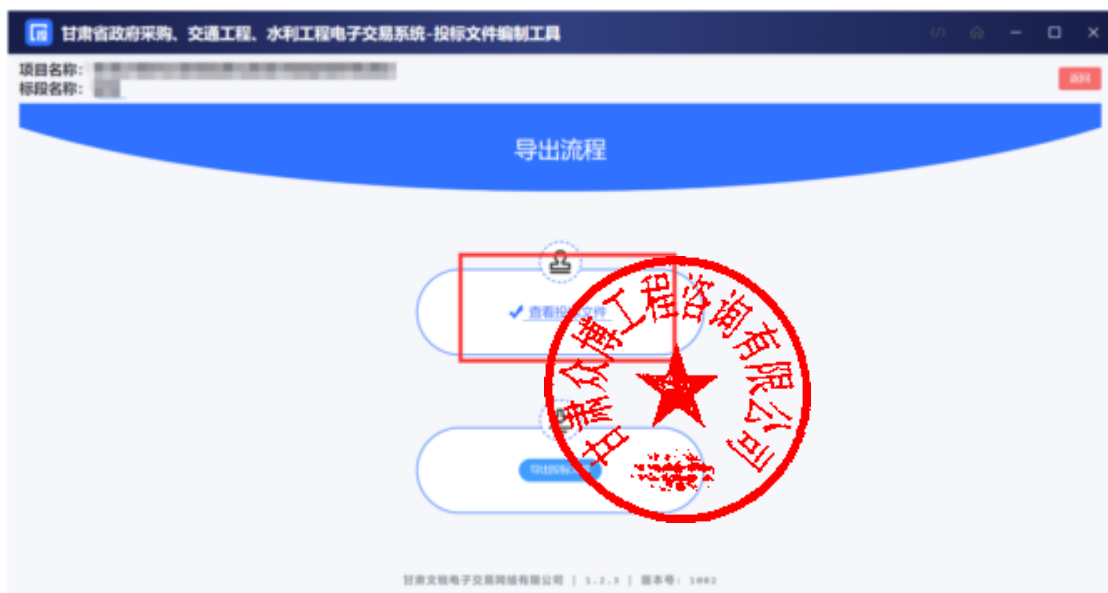 甘肃省政府采购、交通工程、水利工程电子交易系统-投标文件编制工具
项目名称：
标段名称：
返回
导出流程
查看投标文件
甘肃众博工程咨询有限公司
导出投标
甘肃文锐电子交易网络有限公司 | 1.2.3 | 版本号: 1002